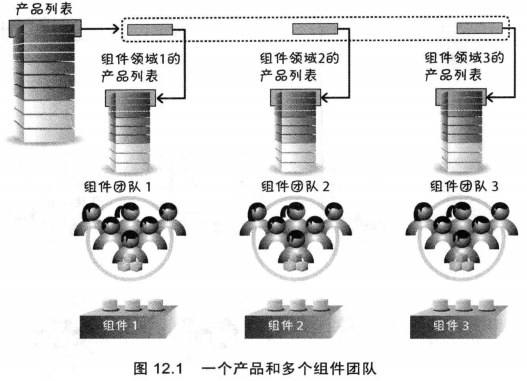 产品列表
组件领域1的
产品列表
组件领域2的
产品列表
组件领域3的
产品列表
组件团队 1
组件团队 2
组件团队 3
组件 1
组件 2
组件 3
图 12.1 一个产品和多个组件团队